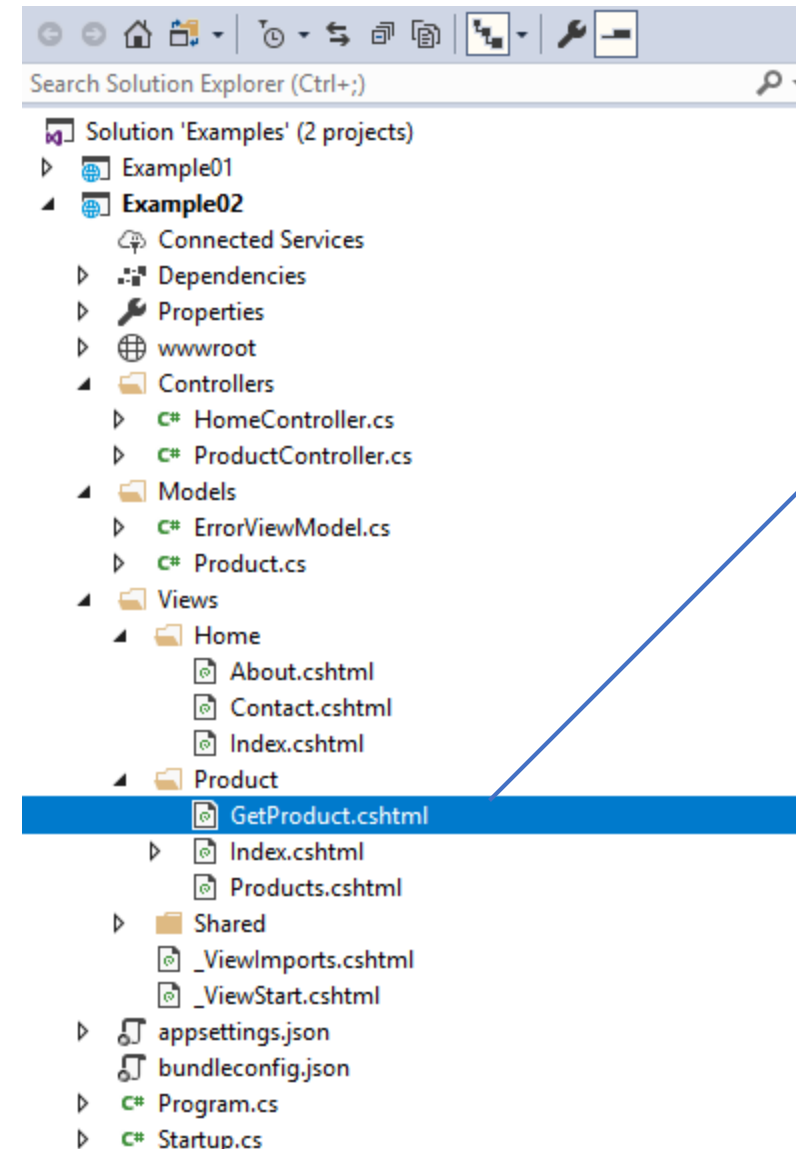 Search Solution Explorer (Ctrl+;)
Solution 'Examples' (2 projects)
Example01
Example02
Connected Services
Dependencies
Properties
wwwroot
Controllers
C# HomeController.cs
C# ProductController.cs
Models
C# ErrorViewModel.cs
C# Product.cs
Views
Home
About.cshtml
Contact.cshtml
Index.cshtml
Product
GetProduct.cshtml
Index.cshtml
Products.cshtml
Shared
_ViewImports.cshtml
_ViewStart.cshtml
appsettings.json
bundleconfig.json
C# Program.cs
C# Startup.cs